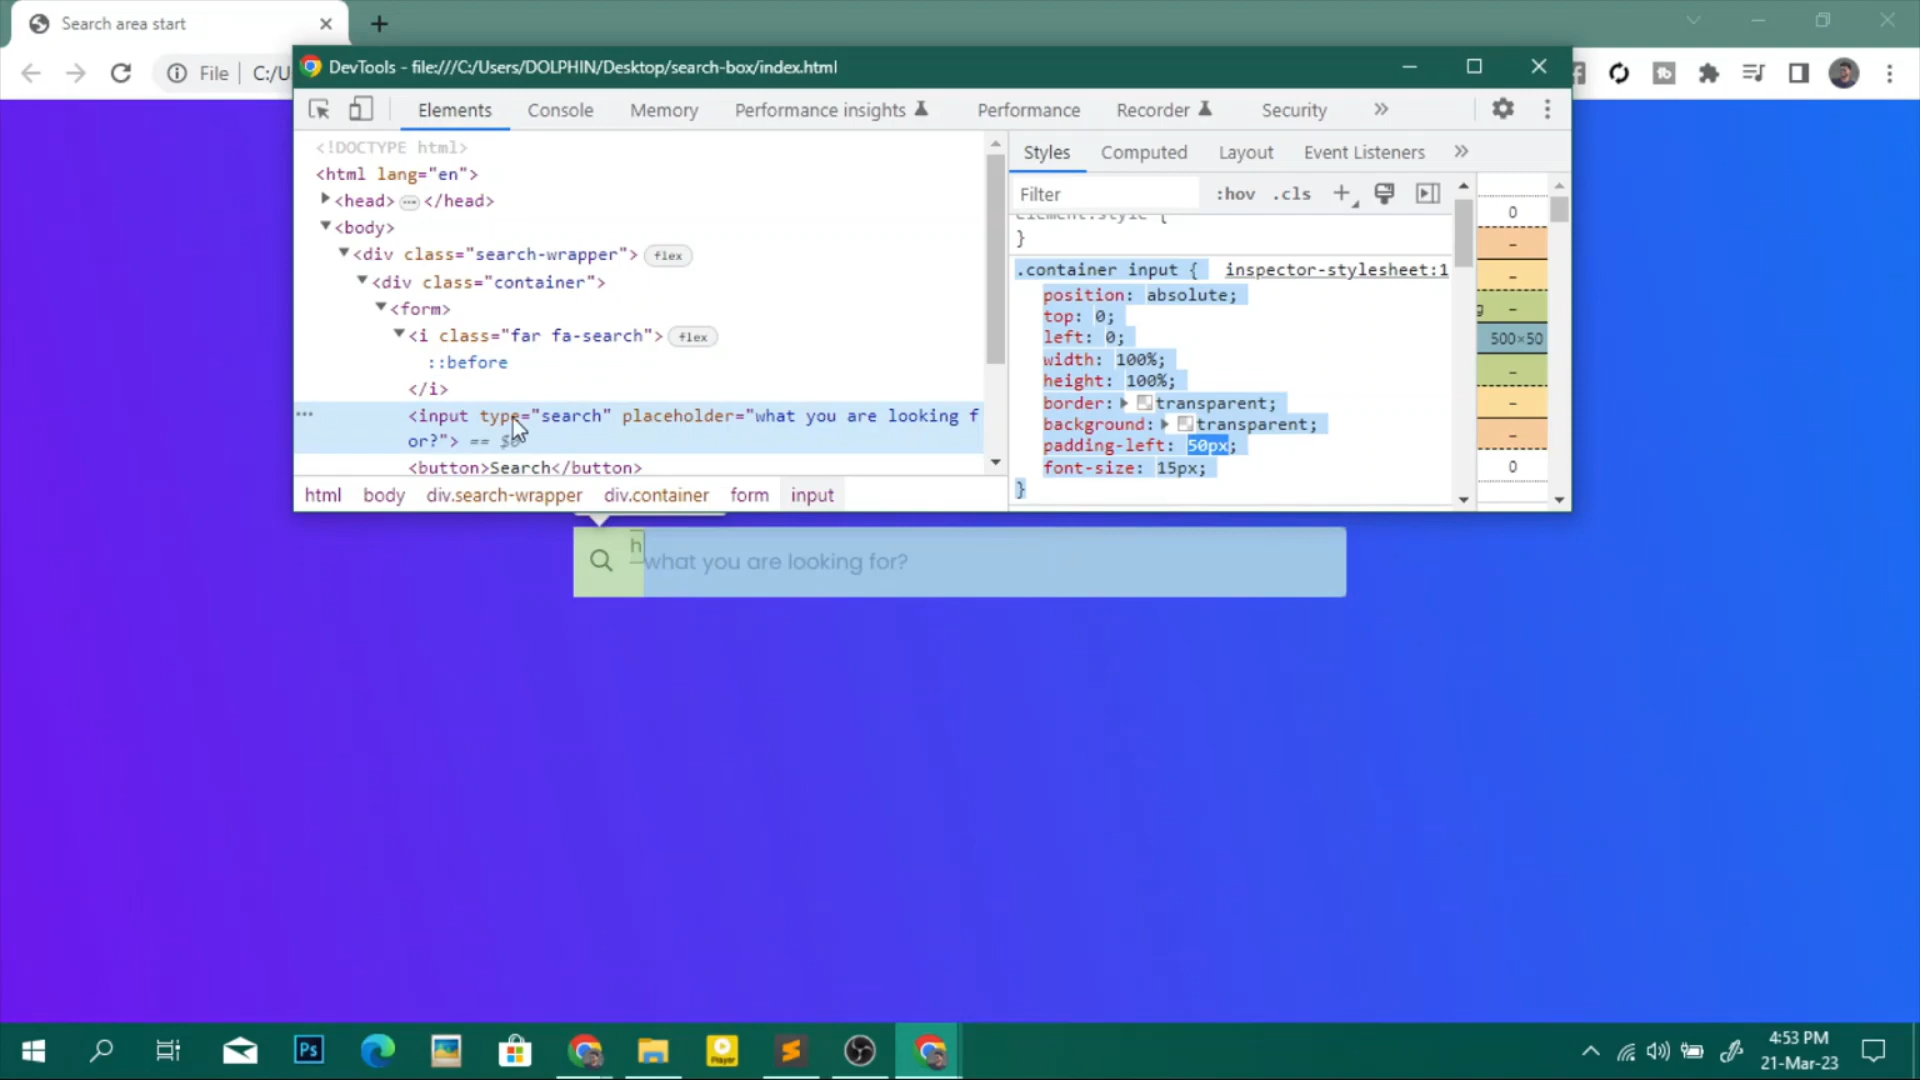 Search area start
File
C:/U
DevTools - file:///C:/Users/DOLPHIN/Desktop/search-box/index.html
Elements
Console
Memory
Performance insights
Performance
Recorder
Security
<!DOCTYPE html>
<html lang="en">
<head> ... </head>
<body>
<div class="search-wrapper"> flex
<div class="container">
<form>
<i class="far fa-search"> flex
::before
</i>
<input type="search" placeholder="what you are looking f
or?"> == $0
<button>Search</button>
html body div.search-wrapper div.container form input
Styles
Computed
Layout
Event Listeners
Filter
:hov .cls
element.style {
}
.container input { inspector-stylesheet:1
position: absolute;
top: 0;
left: 0;
width: 100%;
height: 100%;
border: transparent;
background: transparent;
padding-left: 50px;
font-size: 15px;
}
0
–
–
g –
500×50
–
–
–
0
h
what you are looking for?
Ps
Player
4:53 PM
21-Mar-23